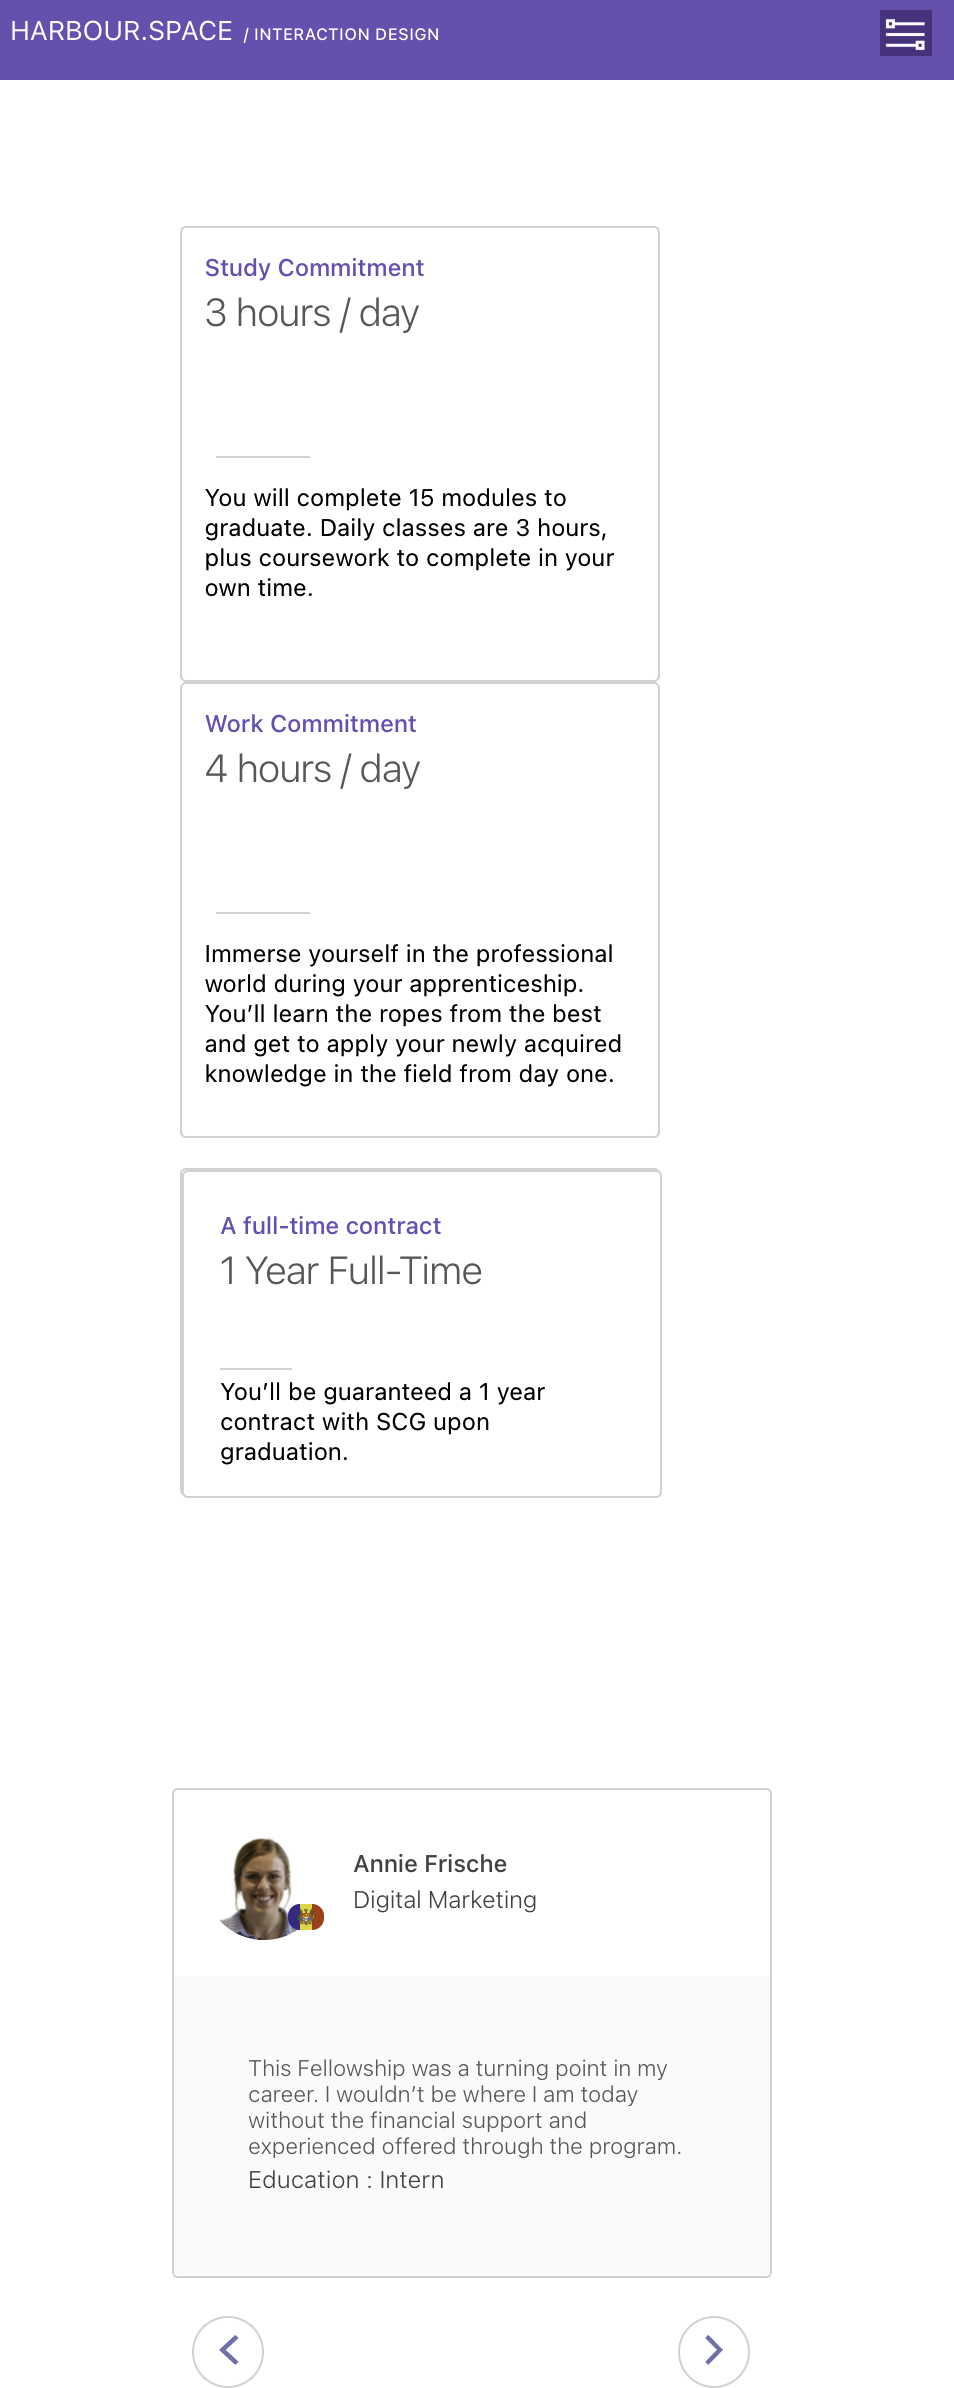 HARBOUR.SPACE / INTERACTION DESIGN
Study Commitment
3 hours / day
You will complete 15 modules to
graduate. Daily classes are 3 hours,
plus coursework to complete in your
own time.
Work Commitment
4 hours / day
Immerse yourself in the professional
world during your apprenticeship.
You’ll learn the ropes from the best
and get to apply your newly acquired
knowledge in the field from day one.
A full-time contract
1 Year Full-Time
You’ll be guaranteed a 1 year
contract with SCG upon
graduation.
Annie Frische
Digital Marketing
This Fellowship was a turning point in my
career. I wouldn’t be where I am today
without the financial support and
experienced offered through the program.
Education : Intern